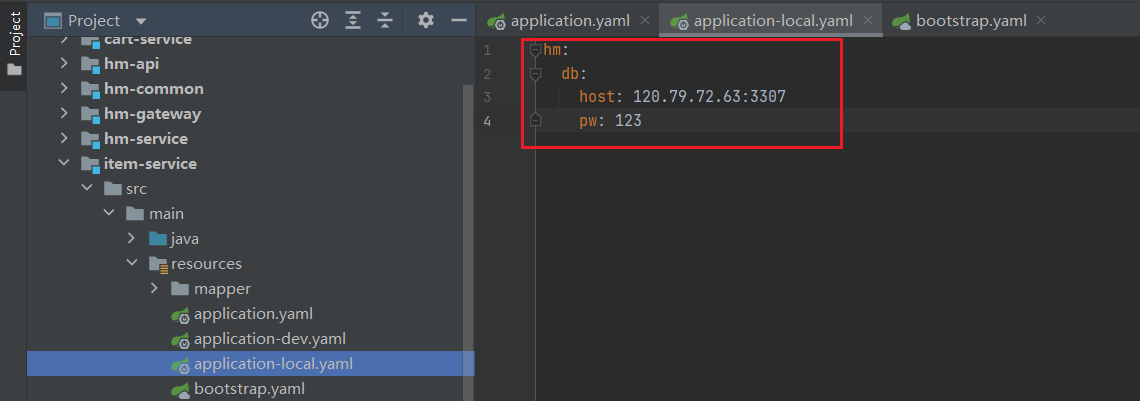 Project
Project
cart-service
hm-api
hm-common
hm-gateway
hm-service
item-service
src
main
java
resources
mapper
application.yaml
application-dev.yaml
application-local.yaml
bootstrap.yaml
application.yaml
application-local.yaml
bootstrap.yaml
1 hm:
2 db:
3 host: 120.79.72.63:3307
4 pw: 123